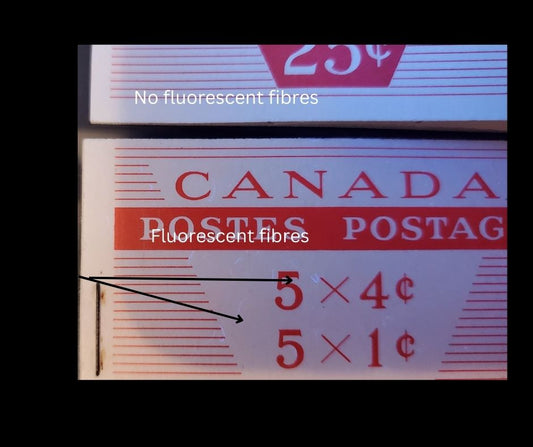 25¢
No fluorescent fibres
CANADA
POSTES POSTAG
Fluorescent fibres
5 × 4¢
5 × 1¢